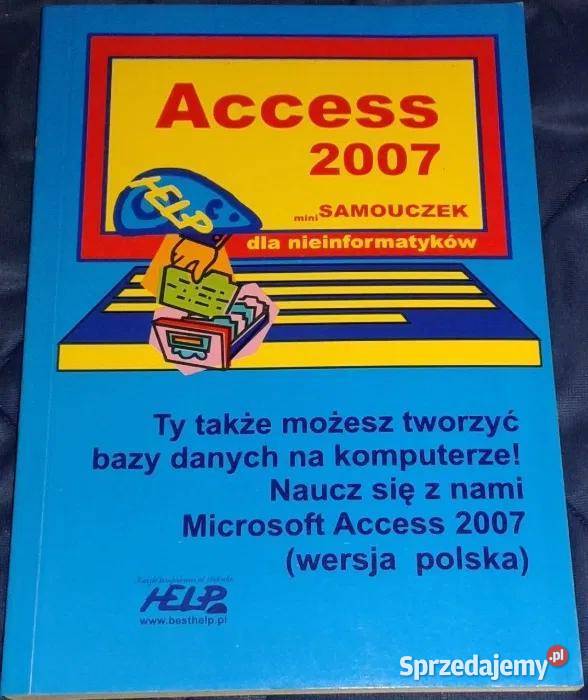 Access
2007
mini SAMOUCZEK
dla nieinformatyków
HELP
Ty także możesz tworzyć
bazy danych na komputerze!
Naucz się z nami
Microsoft Access 2007
(wersja polska)
HELP
www.besthelp.pl
Sprzedajemy.pl